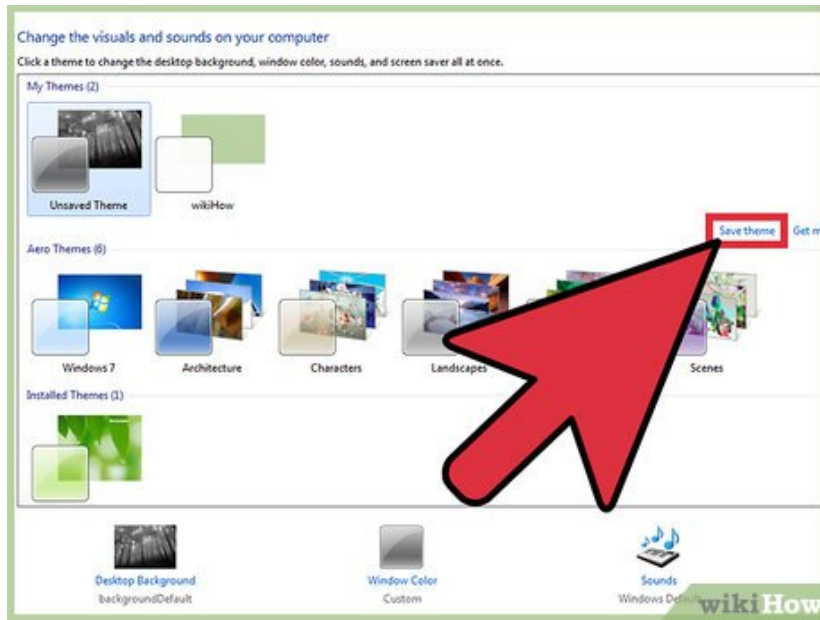 Change the visuals and sounds on your computer
Click a theme to change the desktop background, window color, sounds, and screen saver all at once.
My Themes (2)
Unsaved Theme wikiHow
Save theme Get m
Aero Themes (6)
Windows 7 Architecture Characters Landscapes Scenes
Installed Themes (1)
Desktop Background Window Color Sounds
backgroundDefault Custom Windows Default
wikiHow